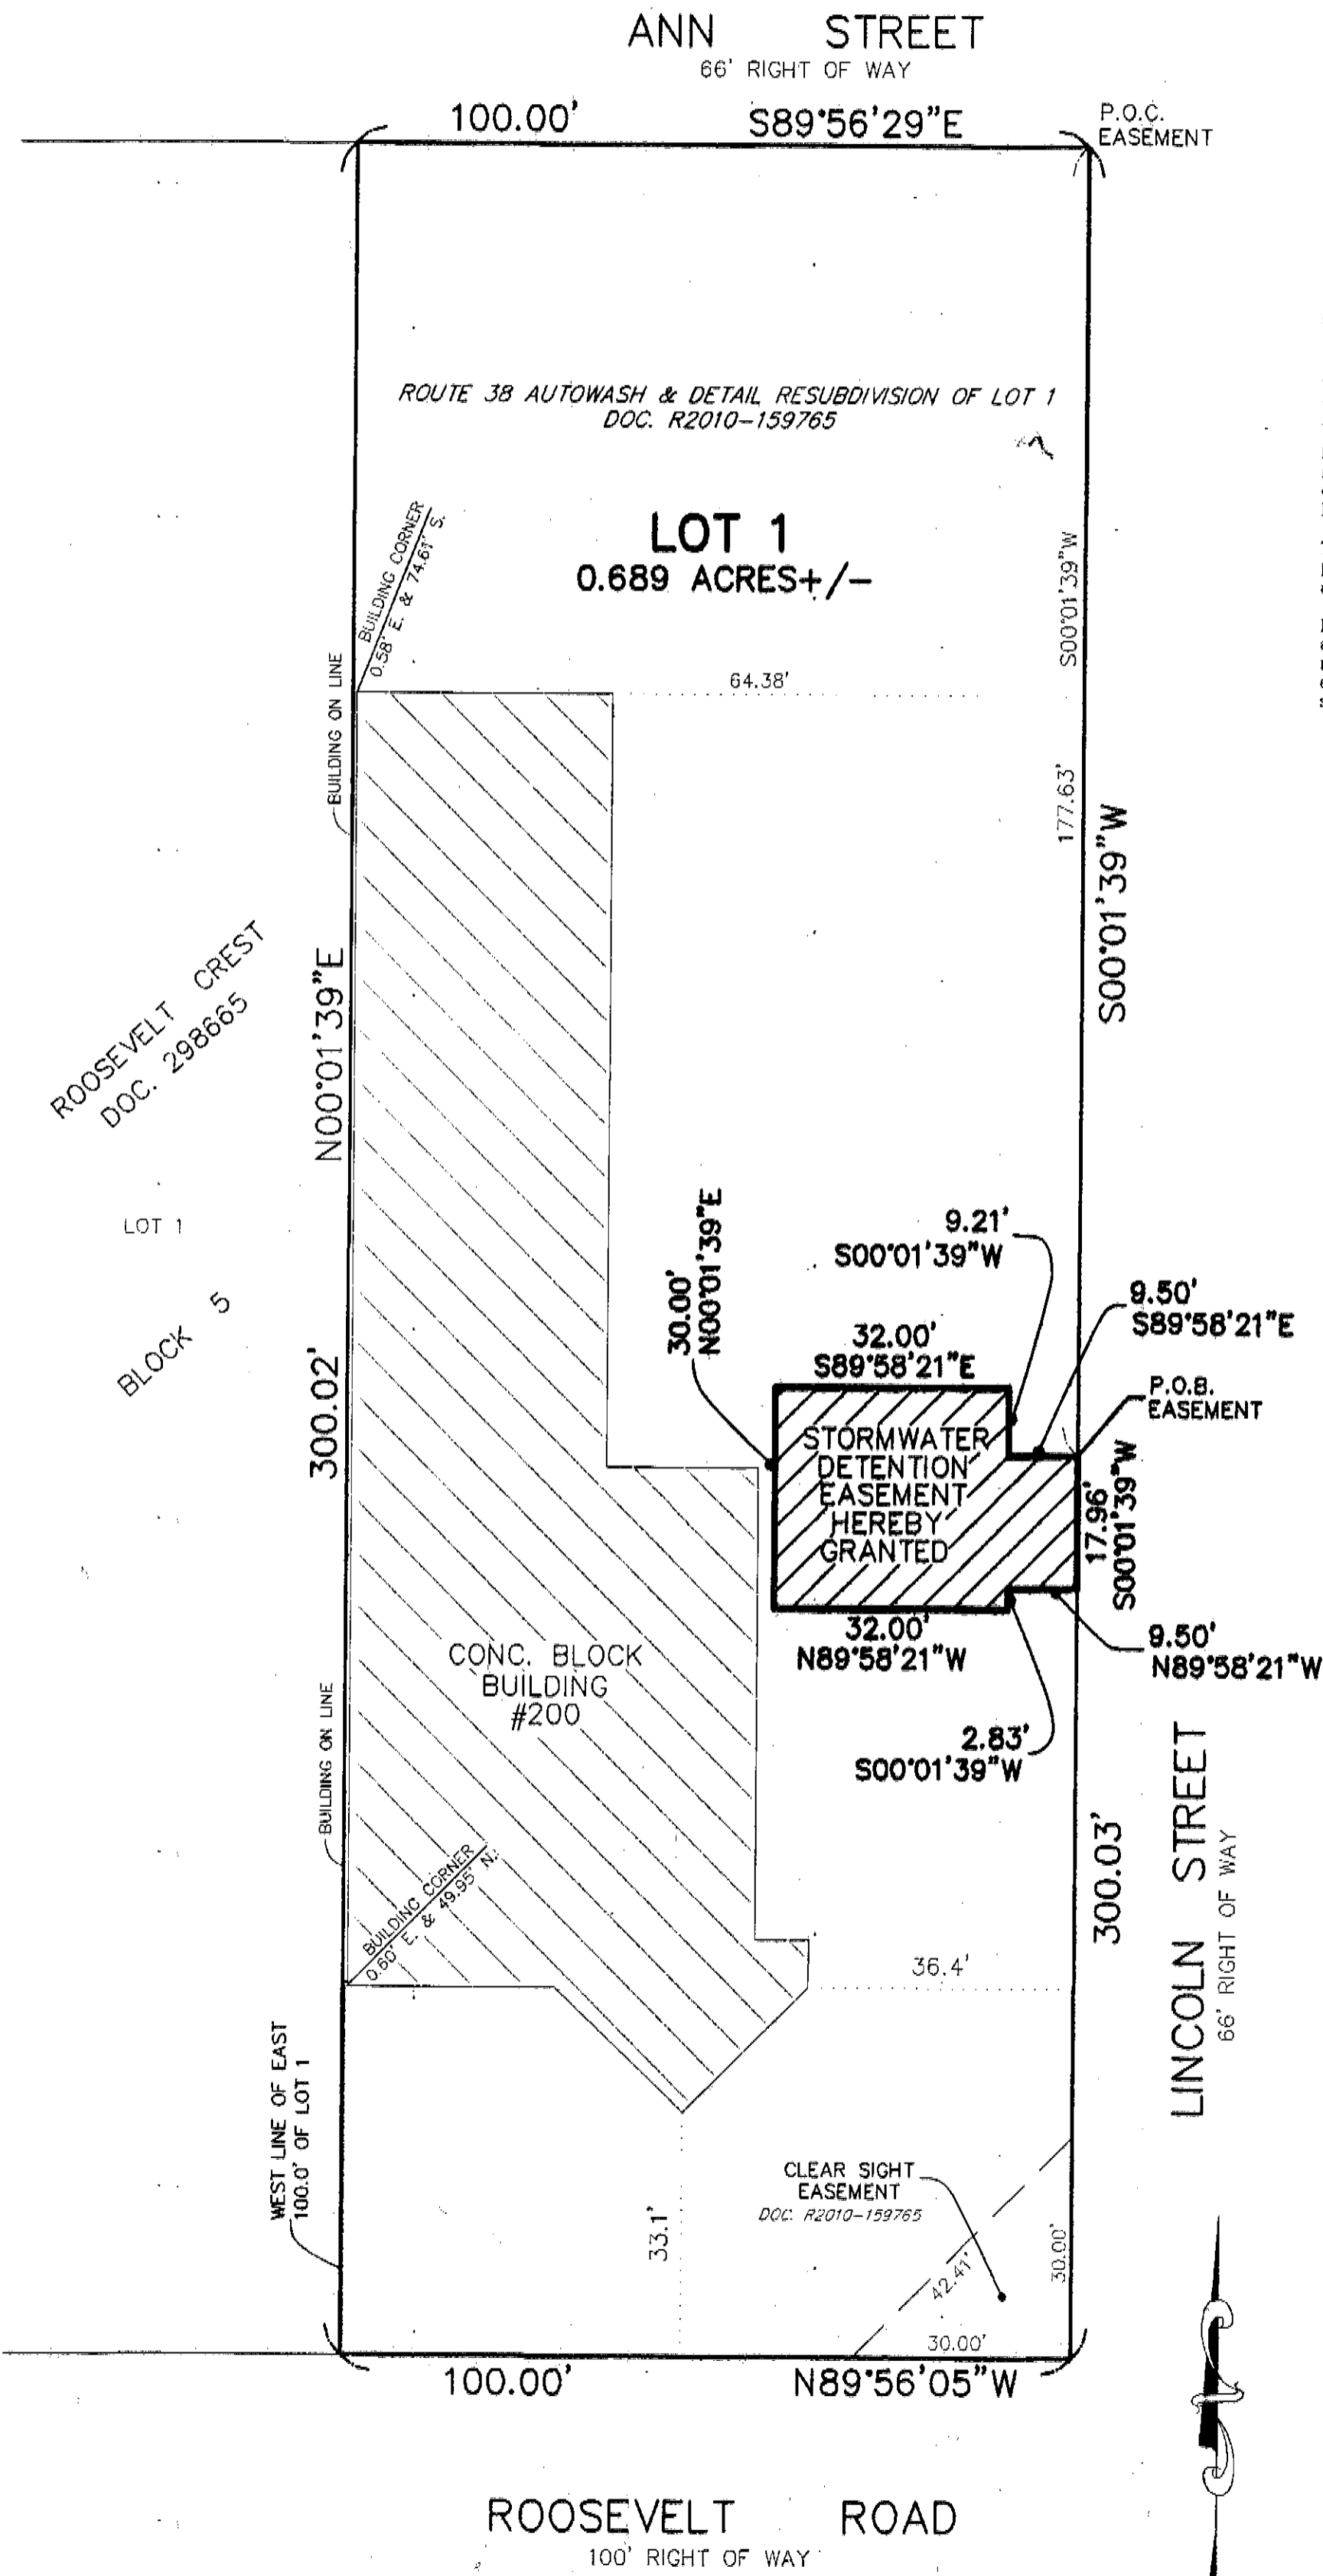 ANN STREET
66' RIGHT OF WAY
100.00' S89°56'29"E
P.O.C.
EASEMENT
ROUTE 38 AUTOWASH & DETAIL RESUBDIVISION OF LOT 1
DOC. R2010-159765
LOT 1
0.689 ACRES+/-
BUILDING CORNER
0.58' E. & 74.61' S.
BUILDING ON LINE
64.38'
S00°01'39"W
177.63'
S00°01'39"W
ROOSEVELT CREST
DOC. 298665
N00°01'39"E
LOT 1
BLOCK 5
300.02'
30.00'
N00°01'39"E
9.21'
S00°01'39"W
32.00'
S89°58'21"E
9.50'
S89°58'21"E
P.O.B.
EASEMENT
STORMWATER
DETENTION
EASEMENT
HEREBY
GRANTED
17.96'
S00°01'39"W
32.00'
N89°58'21"W
9.50'
N89°58'21"W
2.83'
S00°01'39"W
CONC. BLOCK
BUILDING
#200
BUILDING ON LINE
BUILDING CORNER
0.60' E. & 49.95' N.
300.03'
LINCOLN STREET
66' RIGHT OF WAY
36.4'
WEST LINE OF EAST
100.0' OF LOT 1
CLEAR SIGHT
EASEMENT
DOC. R2010-159765
33.1'
42.41'
30.00'
30.00'
100.00' N89°56'05"W
ROOSEVELT ROAD
100' RIGHT OF WAY